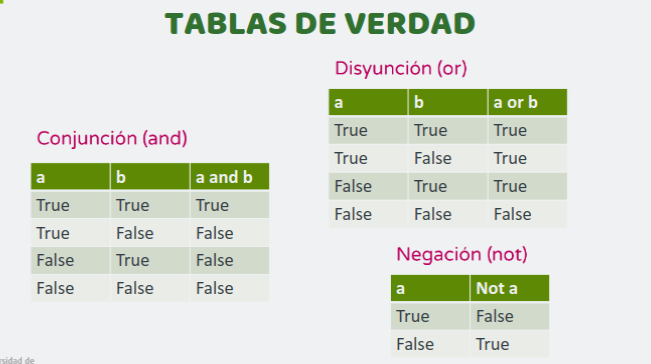 TABLAS DE VERDAD
Conjunción (and)
a b a and b
True True True
True False False
False True False
False False False
Disyunción (or)
a b a or b
True True True
True False True
False True True
False False False
Negación (not)
a Not a
True False
False True
de